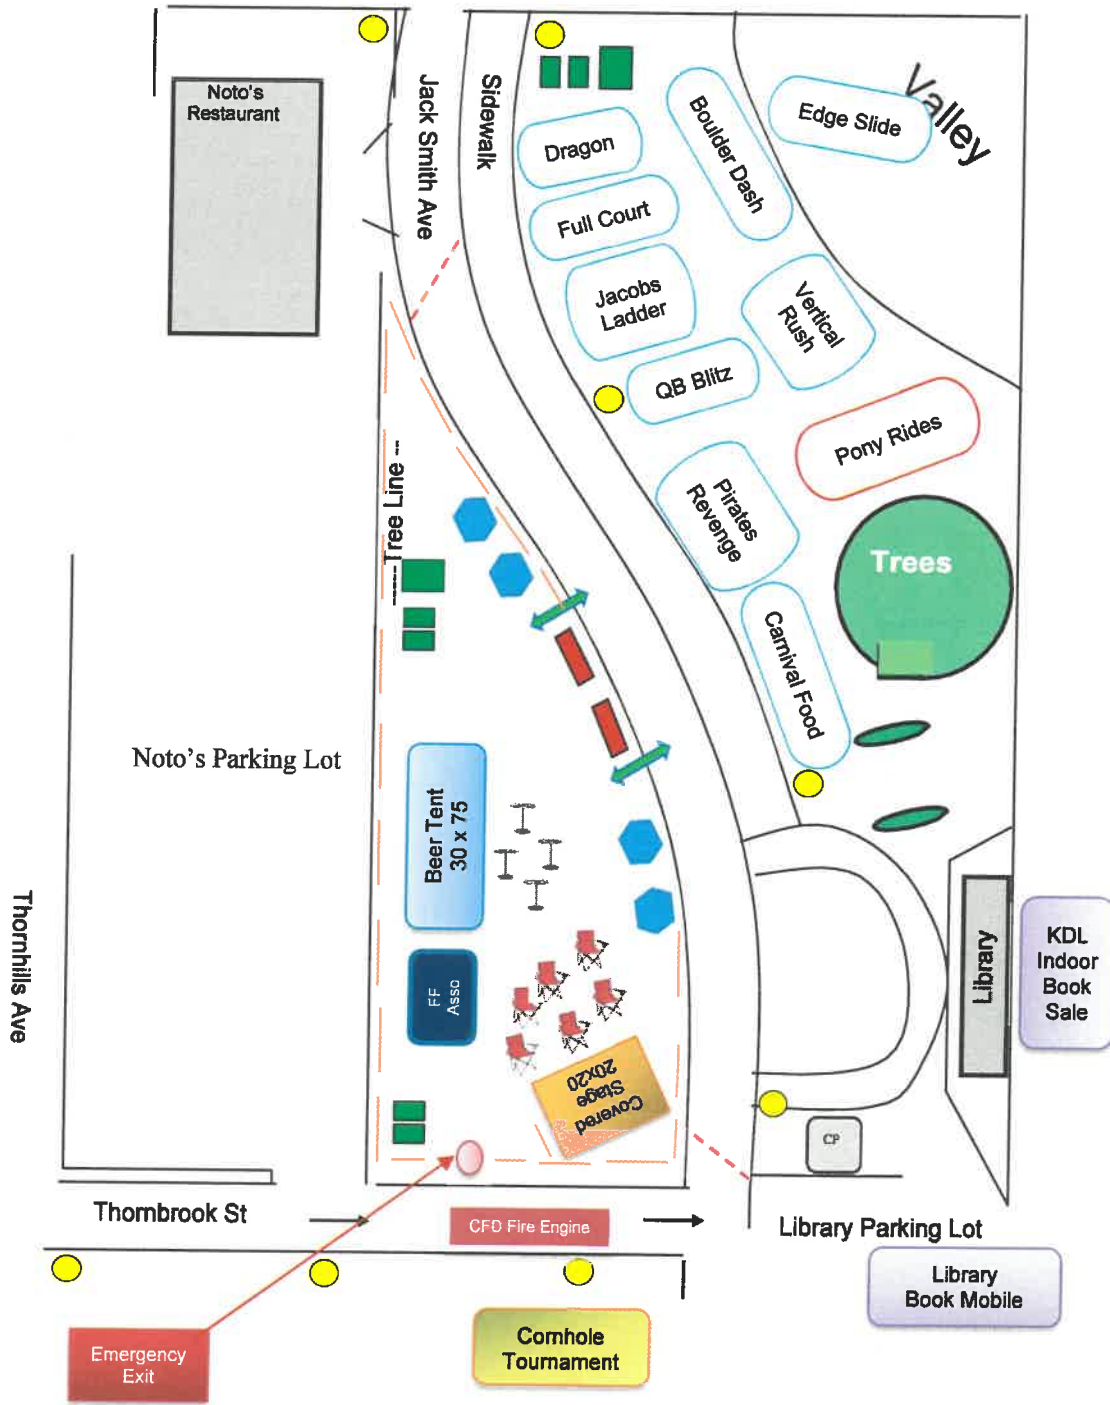 Noto's
Restaurant
Jack Smith Ave
Sidewalk
Valley
Edge Slide
Boulder Dash
Dragon
Full Court
Jacobs
Ladder
Vertical
Rush
QB Blitz
Pony Rides
-----Tree Line --
Pirates
Revenge
Trees
Carnival Food
Noto's Parking Lot
Beer Tent
30 x 75
Thornhills Ave
FF
Asso
Library
KDL
Indoor
Book
Sale
Covered
Stage
20x20
CP
Thornbrook St
CFD Fire Engine
Library Parking Lot
Library
Book Mobile
Emergency
Exit
Cornhole
Tournament